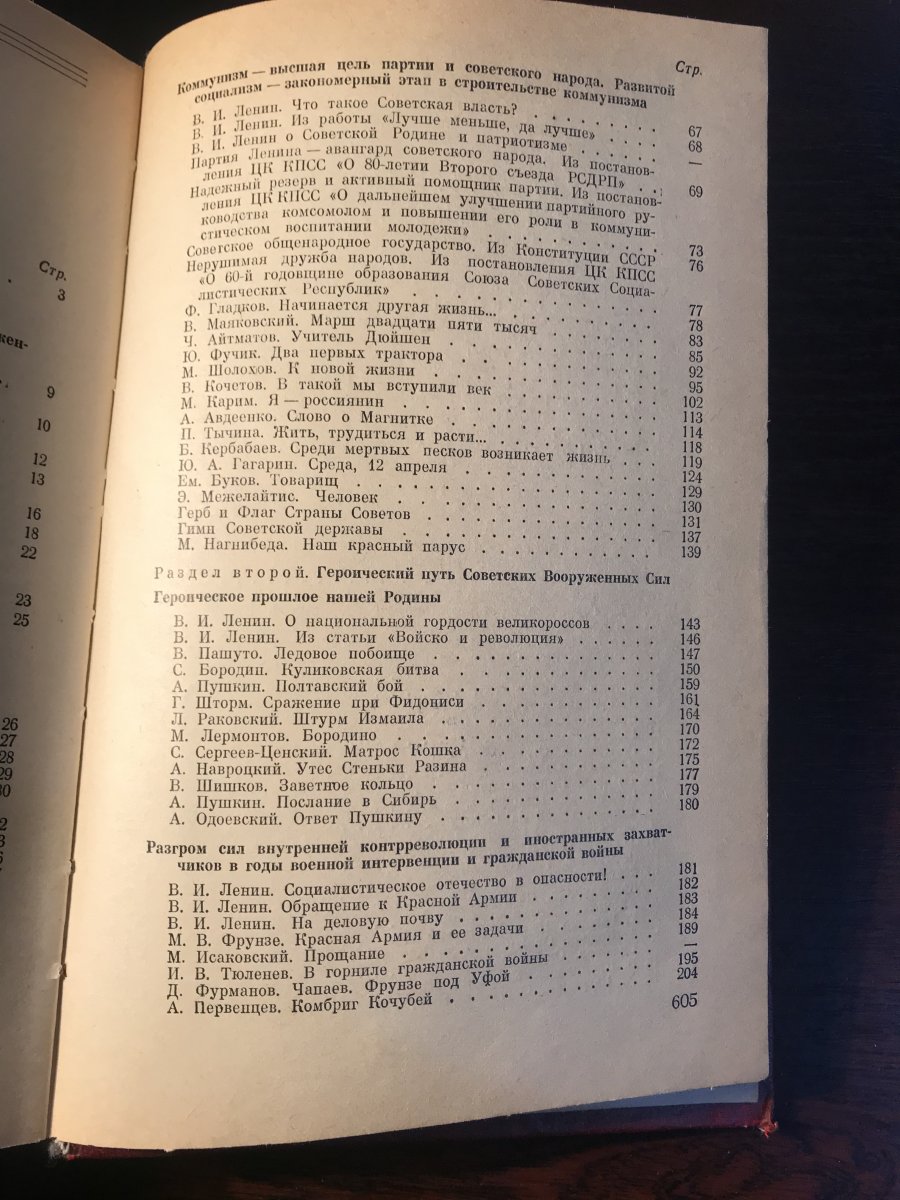 Стр.
3
жен-
9
10
12
13
16
18
22
23
25
26
27
28
29
Стр.
Коммунизм — высшая цель партии и советского народа. Развитой
социализм — закономерный этап в строительстве коммунизма
В. И. Ленин. Что такое Советская власть? . . . . . . . . 67
В. И. Ленин. Из работы «Лучше меньше, да лучше» . . . . 68
В. И. Ленин о Советской Родине и патриотизме . . . . . . —
Партия Ленина — авангард советского народа. Из постанов-
ления ЦК КПСС «О 80-летии Второго съезда РСДРП» . . . 69
Надежный резерв и активный помощник партии. Из постанов-
ления ЦК КПСС «О дальнейшем улучшении партийного ру-
ководства комсомолом и повышении его роли в коммуни-
стическом воспитании молодежи» . . . . . . . . . . 73
Советское общенародное государство. Из Конституции СССР 76
Нерушимая дружба народов. Из постановления ЦК КПСС
«О 60-й годовщине образования Союза Советских Социа-
листических Республик» . . . . . . . . . . . . 77
Ф. Гладков. Начинается другая жизнь... . . . . . . . . 78
В. Маяковский. Марш двадцати пяти тысяч . . . . . . . 83
Ч. Айтматов. Учитель Дюйшен . . . . . . . . . . . 85
Ю. Фучик. Два первых трактора . . . . . . . . . . 92
М. Шолохов. К новой жизни . . . . . . . . . . . . 95
В. Кочетов. В такой мы вступили век . . . . . . . . 102
М. Карим. Я — россиянин . . . . . . . . . . . . . 113
А. Авдеенко. Слово о Магнитке . . . . . . . . . . . 114
П. Тычина. Жить, трудиться и расти... . . . . . . . . 118
Б. Кербабаев. Среди мертвых песков возникает жизнь . . . 119
Ю. А. Гагарин. Среда, 12 апреля . . . . . . . . . . 124
Ем. Буков. Товарищ . . . . . . . . . . . . . . . 129
Э. Межелайтис. Человек . . . . . . . . . . . . . 130
Герб и Флаг Страны Советов . . . . . . . . . . . . 131
Гимн Советской державы . . . . . . . . . . . . . 137
М. Нагнибеда. Наш красный парус . . . . . . . . . . 139
Раздел второй. Героический путь Советских Вооруженных Сил
Героическое прошлое нашей Родины
В. И. Ленин. О национальной гордости великороссов . . . . 143
В. И. Ленин. Из статьи «Войско и революция» . . . . . . 146
В. Пашуто. Ледовое побоище . . . . . . . . . . . . 147
С. Бородин. Куликовская битва . . . . . . . . . . . 150
А. Пушкин. Полтавский бой . . . . . . . . . . . . 159
Г. Шторм. Сражение при Фидониси . . . . . . . . . . 161
Л. Раковский. Штурм Измаила . . . . . . . . . . . 164
М. Лермонтов. Бородино . . . . . . . . . . . . . 170
С. Сергеев-Ценский. Матрос Кошка . . . . . . . . . 172
А. Навроцкий. Утес Стеньки Разина . . . . . . . . . 175
В. Шишков. Заветное кольцо . . . . . . . . . . . . 177
А. Пушкин. Послание в Сибирь . . . . . . . . . . . 179
А. Одоевский. Ответ Пушкину . . . . . . . . . . . 180
Разгром сил внутренней контрреволюции и иностранных захват-
чиков в годы военной интервенции и гражданской войны
В. И. Ленин. Социалистическое отечество в опасности! . . . 181
В. И. Ленин. Обращение к Красной Армии . . . . . . . 182
В. И. Ленин. На деловую почву . . . . . . . . . . . 183
М. В. Фрунзе. Красная Армия и ее задачи . . . . . . . 184
М. Исаковский. Прощание . . . . . . . . . . . . . 189
И. В. Тюленев. В горниле гражданской войны . . . . . . —
Д. Фурманов. Чапаев. Фрунзе под Уфой . . . . . . . . 195
А. Первенцев. Комбриг Кочубей . . . . . . . . . . . 204
605